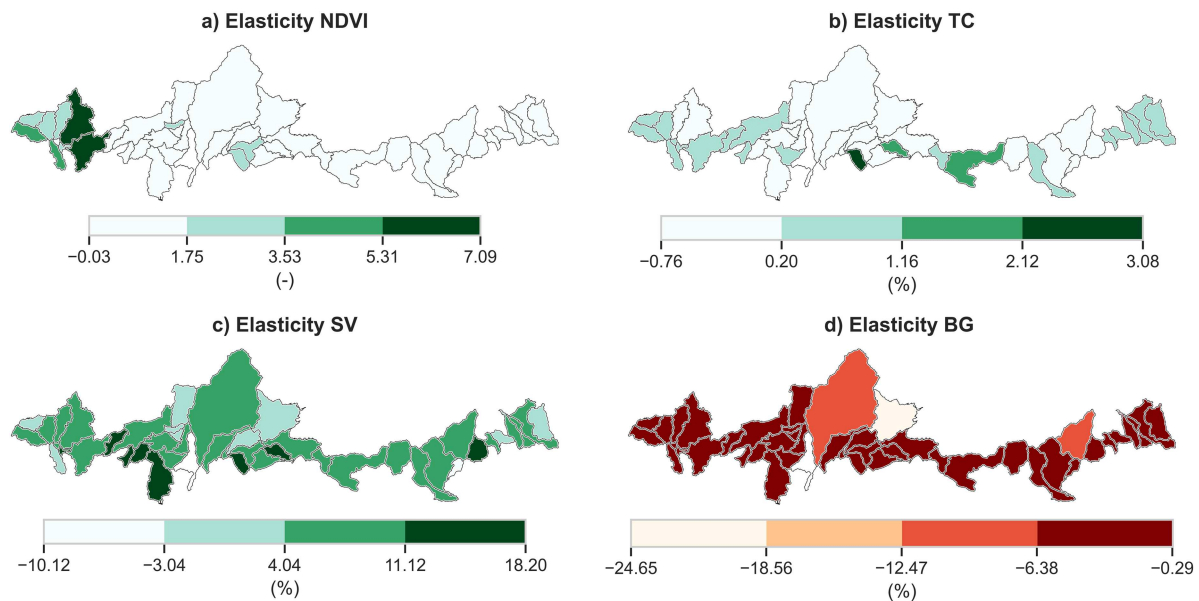 a) Elasticity NDVI
−0.03 1.75 3.53 5.31 7.09
(-)
b) Elasticity TC
−0.76 0.20 1.16 2.12 3.08
(%)
c) Elasticity SV
−10.12 −3.04 4.04 11.12 18.20
(%)
d) Elasticity BG
−24.65 −18.56 −12.47 −6.38 −0.29
(%)